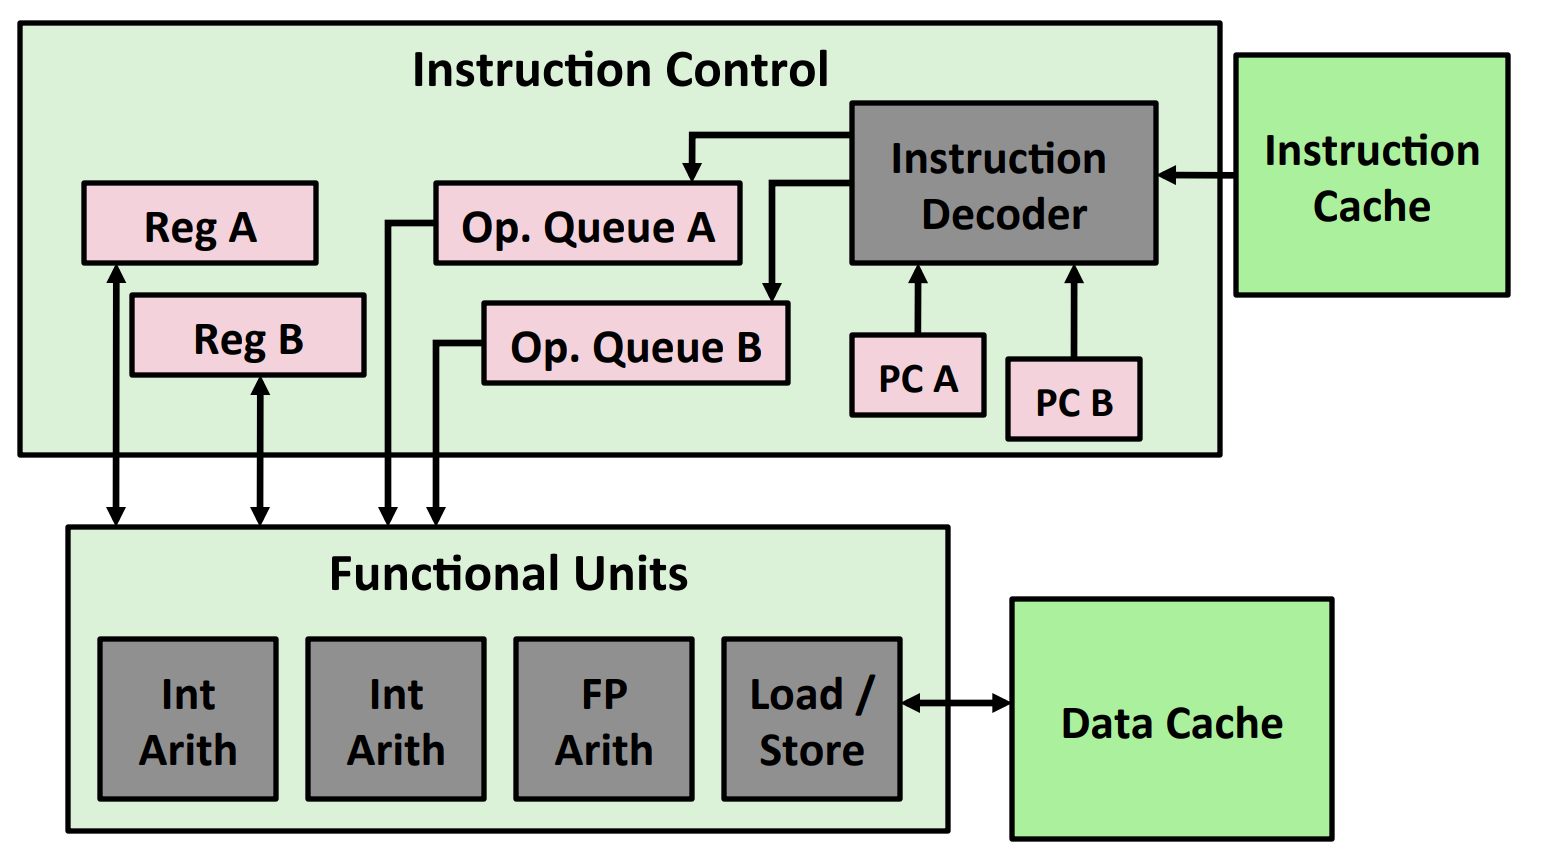 Instruction Control
Instruction
Decoder
Instruction
Cache
Reg A
Op. Queue A
Reg B
Op. Queue B
PC A
PC B
Functional Units
Int
Arith
Int
Arith
FP
Arith
Load /
Store
Data Cache